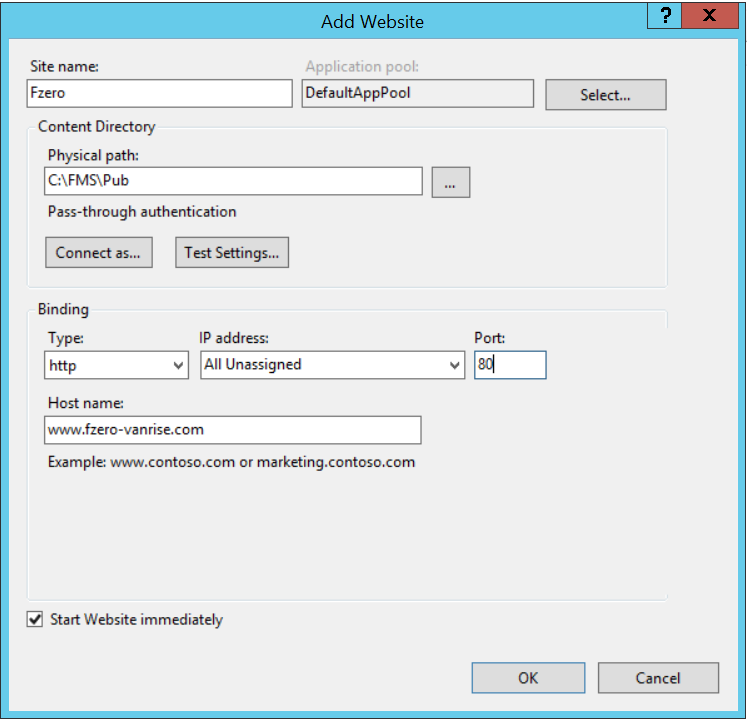 Add Website
?
X
Site name:
Application pool:
Fzero
DefaultAppPool
Select...
Content Directory
Physical path:
C:\FMS\Pub
...
Pass-through authentication
Connect as...
Test Settings...
Binding
Type:
IP address:
Port:
http
All Unassigned
80
Host name:
www.fzero-vanrise.com
Example: www.contoso.com or marketing.contoso.com
Start Website immediately
OK
Cancel